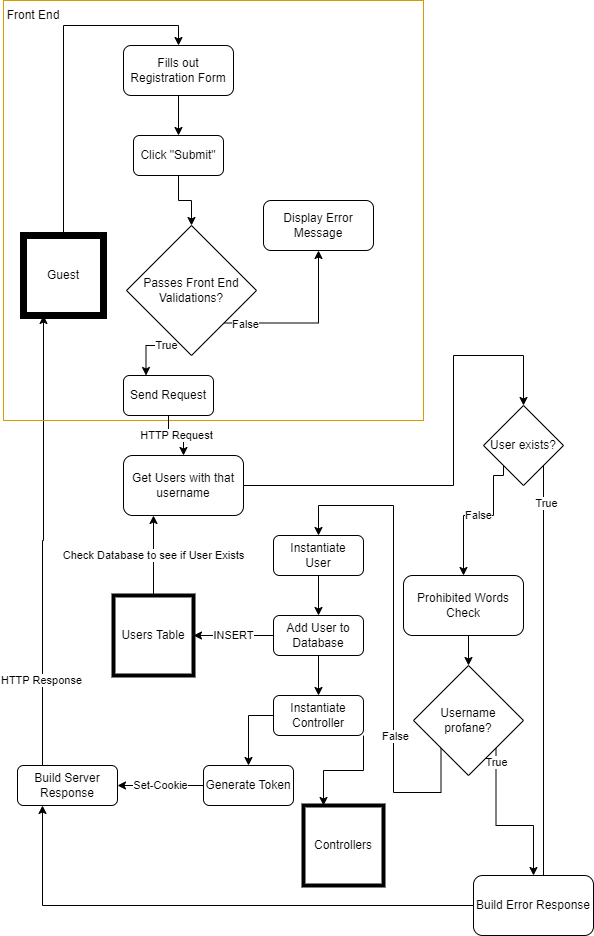 Front End
Fills out
Registration Form
Click "Submit"
Display Error
Message
Guest
Passes Front End
Validations?
False
True
Send Request
HTTP Request
User exists?
Get Users with that
username
True
False
Instantiate
User
Check Database to see if User Exists
Prohibited Words
Check
Users Table
INSERT
Add User to
Database
HTTP Response
Instantiate
Controller
Username
profane?
False
True
Build Server
Response
Set-Cookie
Generate Token
Controllers
Build Error Response